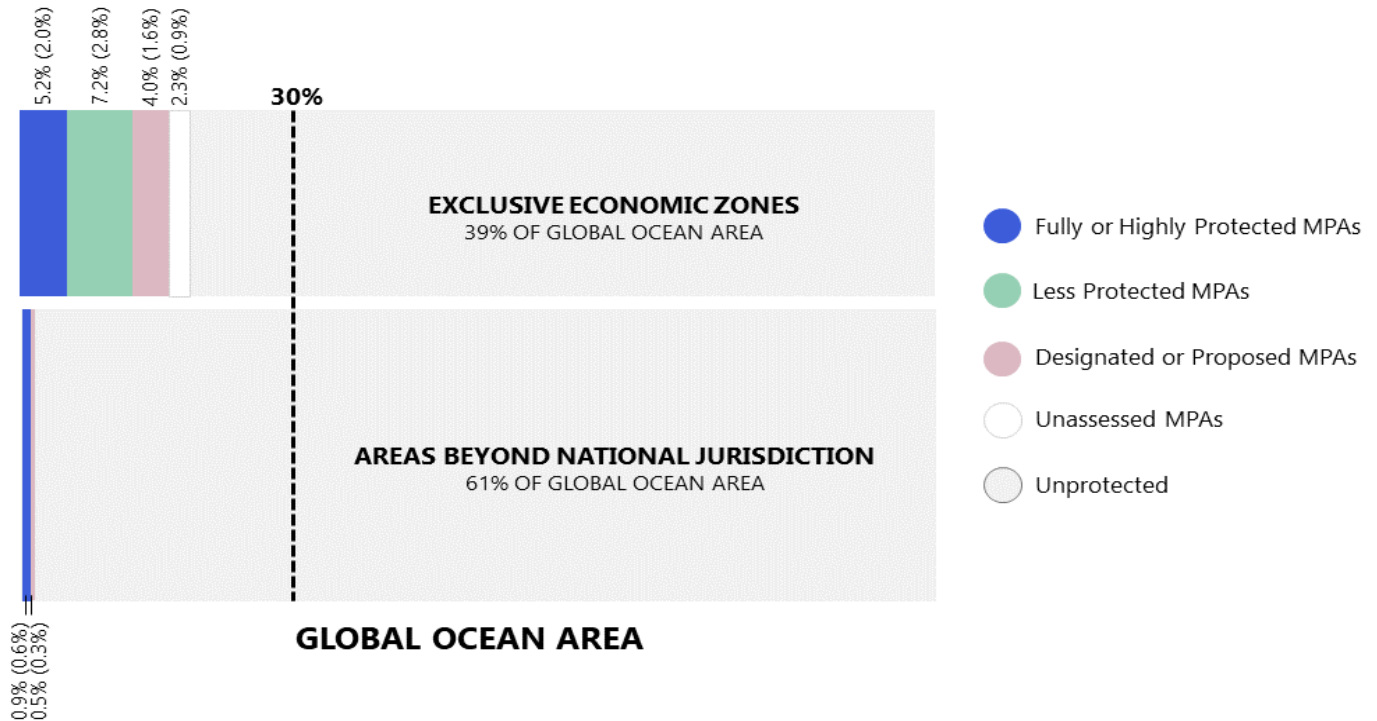 5.2% (2.0%)
7.2% (2.8%)
4.0% (1.6%)
2.3% (0.9%)
30%
EXCLUSIVE ECONOMIC ZONES
39% OF GLOBAL OCEAN AREA
AREAS BEYOND NATIONAL JURISDICTION
61% OF GLOBAL OCEAN AREA
0.9% (0.6%)
0.5% (0.3%)
GLOBAL OCEAN AREA
Fully or Highly Protected MPAs
Less Protected MPAs
Designated or Proposed MPAs
Unassessed MPAs
Unprotected